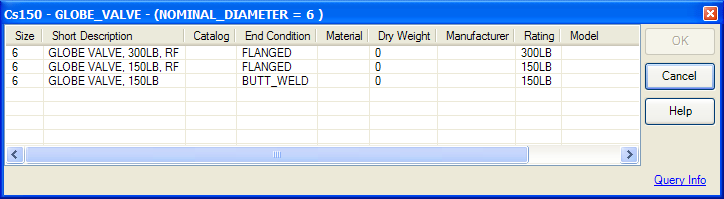 Cs150 - GLOBE_VALVE - (NOMINAL_DIAMETER = 6 )
Size Short Description Catalog End Condition Material Dry Weight Manufacturer Rating Model
6 GLOBE VALVE, 300LB, RF FLANGED 0 300LB
6 GLOBE VALVE, 150LB, RF FLANGED 0 150LB
6 GLOBE VALVE, 150LB BUTT_WELD 0 150LB
OK
Cancel
Help
Query Info